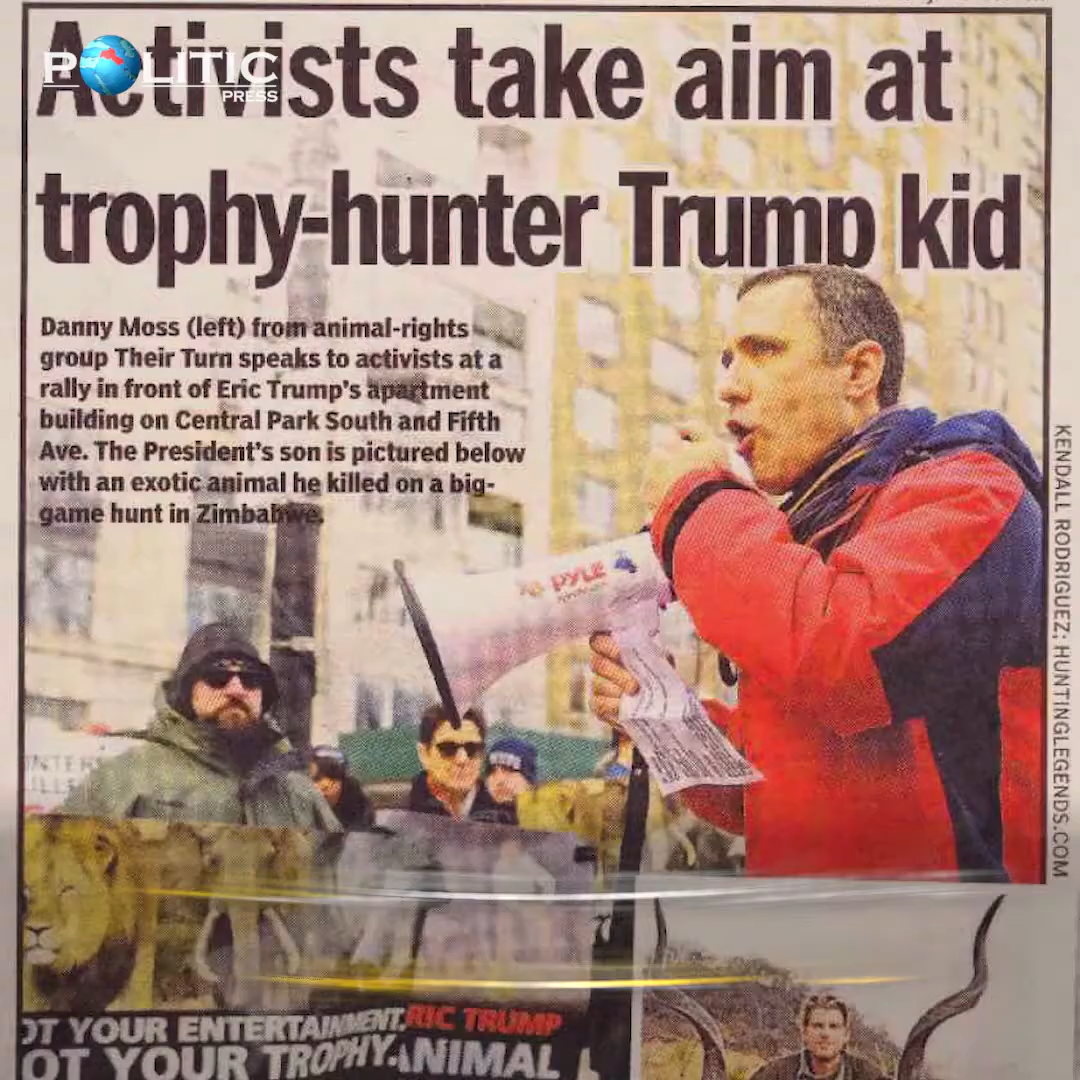 POLITIC
PRESS
Activists take aim at
trophy-hunter Trump kid
Danny Moss (left) from animal-rights
group Their Turn speaks to activists at a
rally in front of Eric Trump's apartment
building on Central Park South and Fifth
Ave. The President's son is pictured below
with an exotic animal he killed on a big-
game hunt in Zimbabwe.
KENDALL RODRIGUEZ; HUNTINGLEGENDS.COM
PYLE
OT YOUR ENTERTAINMENT.
OT YOUR TROPHY.
RIC TRUMP
ANIMAL